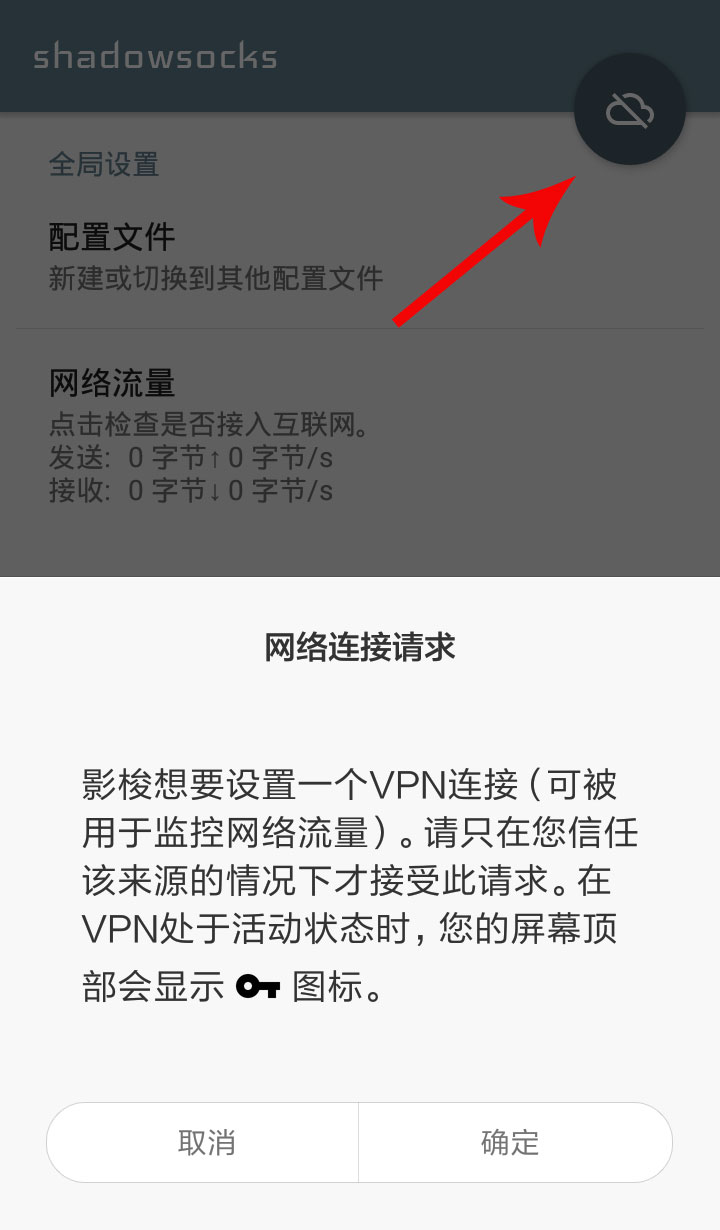 shadowsocks
全局设置
配置文件
新建或切换到其他配置文件
网络流量
点击检查是否接入互联网。
发送: 0 字节↑ 0 字节/s
接收: 0 字节↓ 0 字节/s
网络连接请求
影梭想要设置一个VPN连接（可被
用于监控网络流量）。请只在您信任
该来源的情况下才接受此请求。在
VPN处于活动状态时，您的屏幕顶
部会显示 图标。
取消
确定